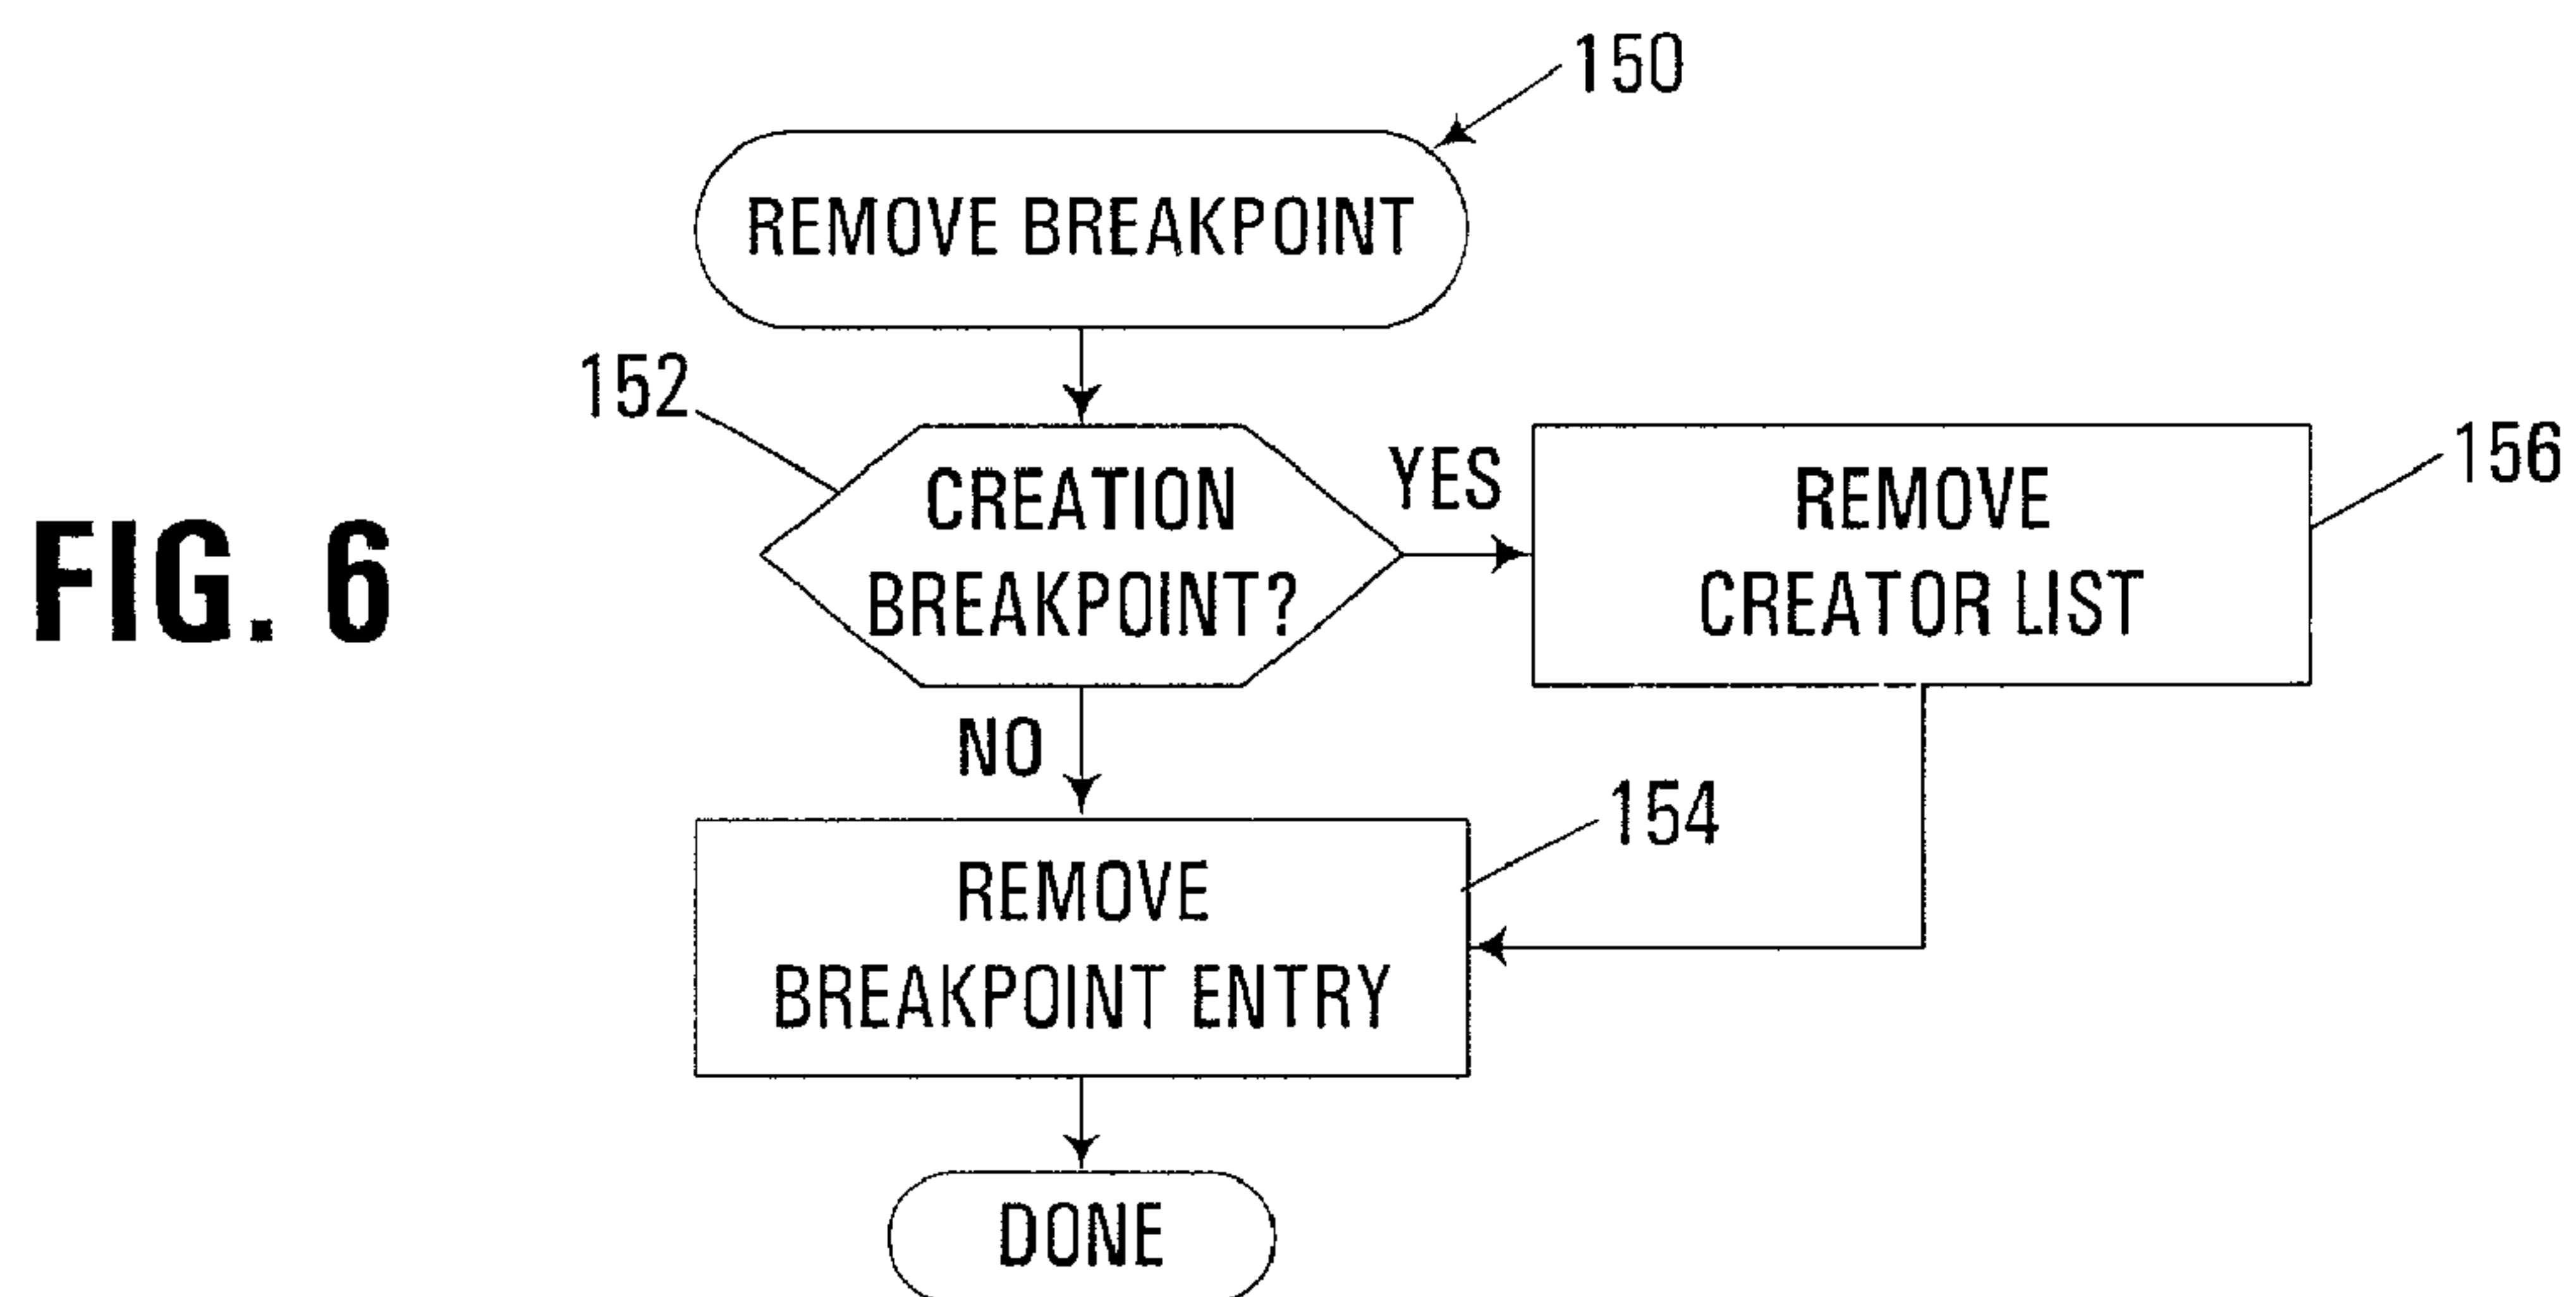 150
REMOVE BREAKPOINT
152
CREATION
BREAKPOINT?
YES
REMOVE
CREATOR LIST
156
FIG. 6
NO
154
REMOVE
BREAKPOINT ENTRY
DONE